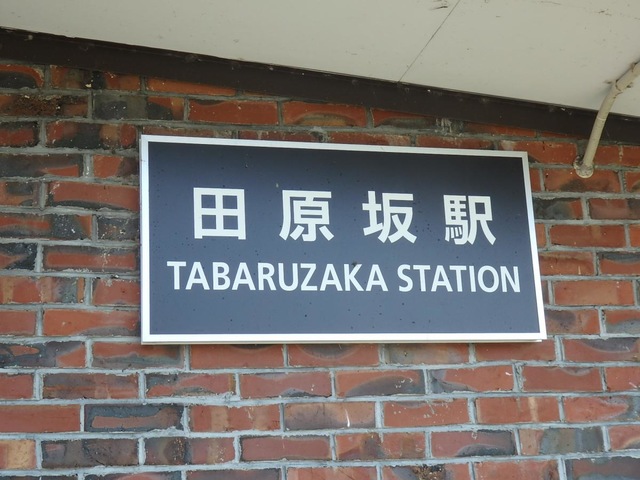 田原坂駅
TABARUZAKA STATION